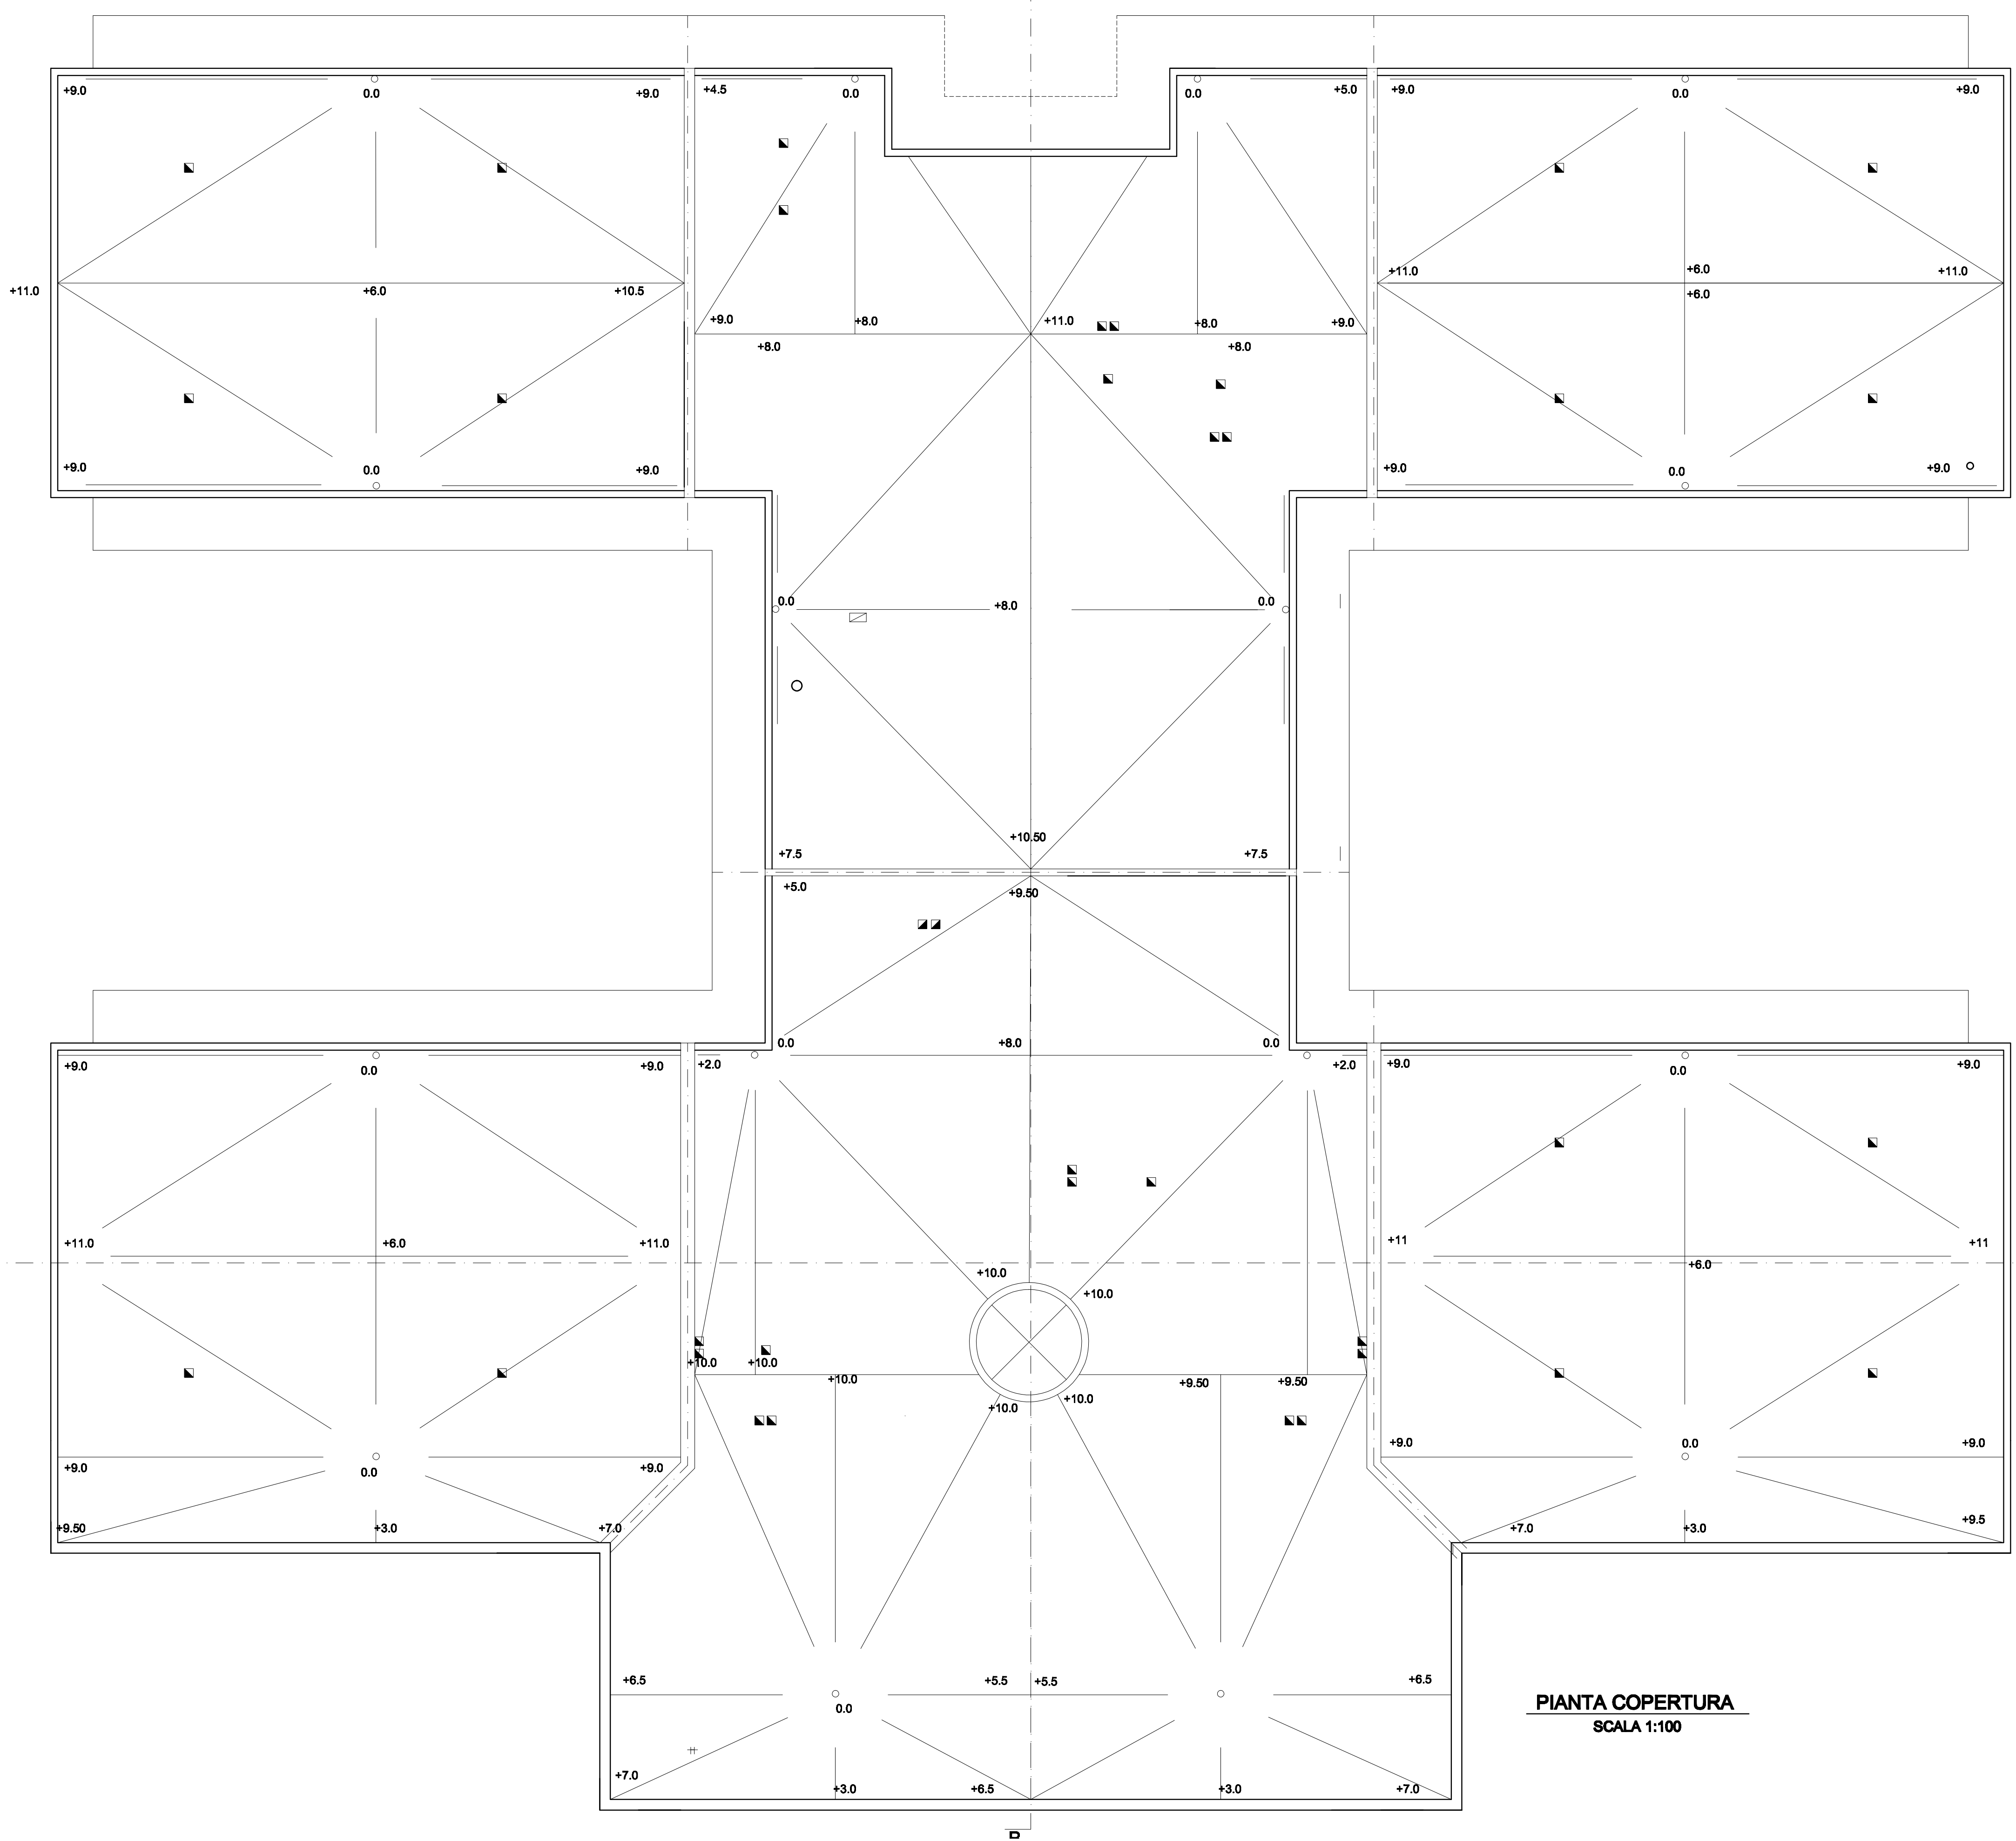 +9.0 0.0 +9.0 +4.5 0.0 0.0 +5.0 +9.0 0.0 +9.0
+11.0 +6.0 +10.5 +11.0 +6.0 +11.0
+6.0
+9.0 +8.0 +11.0 +8.0 +9.0
+8.0 +8.0
+9.0 0.0 +9.0 +9.0 0.0 +9.0
0.0 +8.0 0.0
+10.50
+7.5 +7.5
+5.0 +9.50
0.0 +8.0 0.0
+9.0 0.0 +9.0 +2.0 +2.0 +9.0 0.0 +9.0
+11.0 +6.0 +11.0 +11 +6.0 +11
+10.0
+10.0
+10.0 +10.0 +10.0 +9.50 +9.50
+10.0 +10.0
+9.0 0.0 +9.0 +9.0 0.0 +9.0
+9.50 +3.0 +7.0 +7.0 +3.0 +9.5
+6.5 +5.5 +5.5 +6.5
0.0
+7.0 +3.0 +6.5 +3.0 +7.0
PIANTA COPERTURA
SCALA 1:100